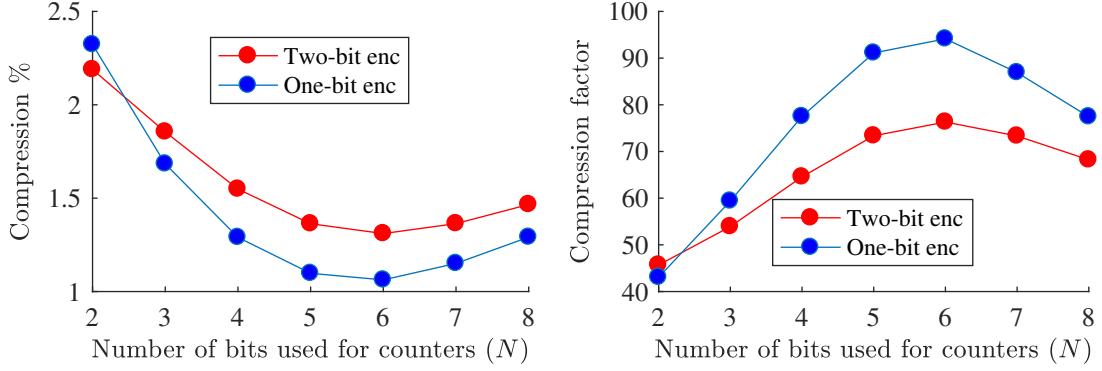 Compression %
2.5
2
1.5
1
Two-bit enc
One-bit enc
2 3 4 5 6 7 8
Number of bits used for counters (N)
Compression factor
100
90
80
70
60
50
40
Two-bit enc
One-bit enc
2 3 4 5 6 7 8
Number of bits used for counters (N)